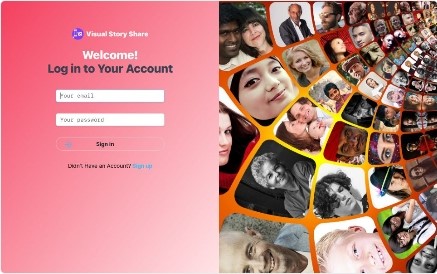 Visual Story Share
Welcome!
Log in to Your Account
Your email
Your password
Sign in
Didn't Have an Account? Sign up